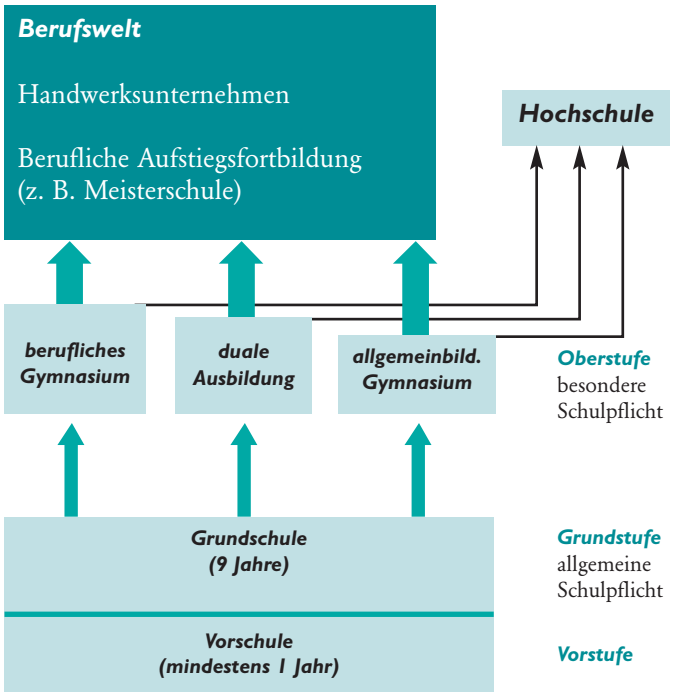 Berufswelt
Handwerksunternehmen
Berufliche Aufstiegsfortbildung
(z. B. Meisterschule)
Hochschule
berufliches
Gymnasium
duale
Ausbildung
allgemeinbild.
Gymnasium
Oberstufe
besondere
Schulpflicht
Grundschule
(9 Jahre)
Grundstufe
allgemeine
Schulpflicht
Vorschule
(mindestens 1 Jahr)
Vorstufe